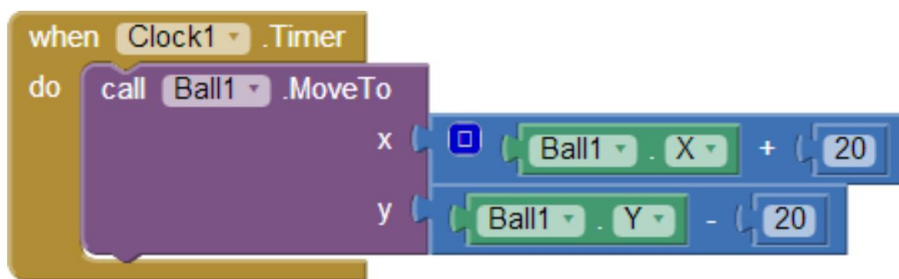 when Clock1 .Timer
do call Ball1 .MoveTo
x Ball1 . X + 20
y Ball1 . Y - 20